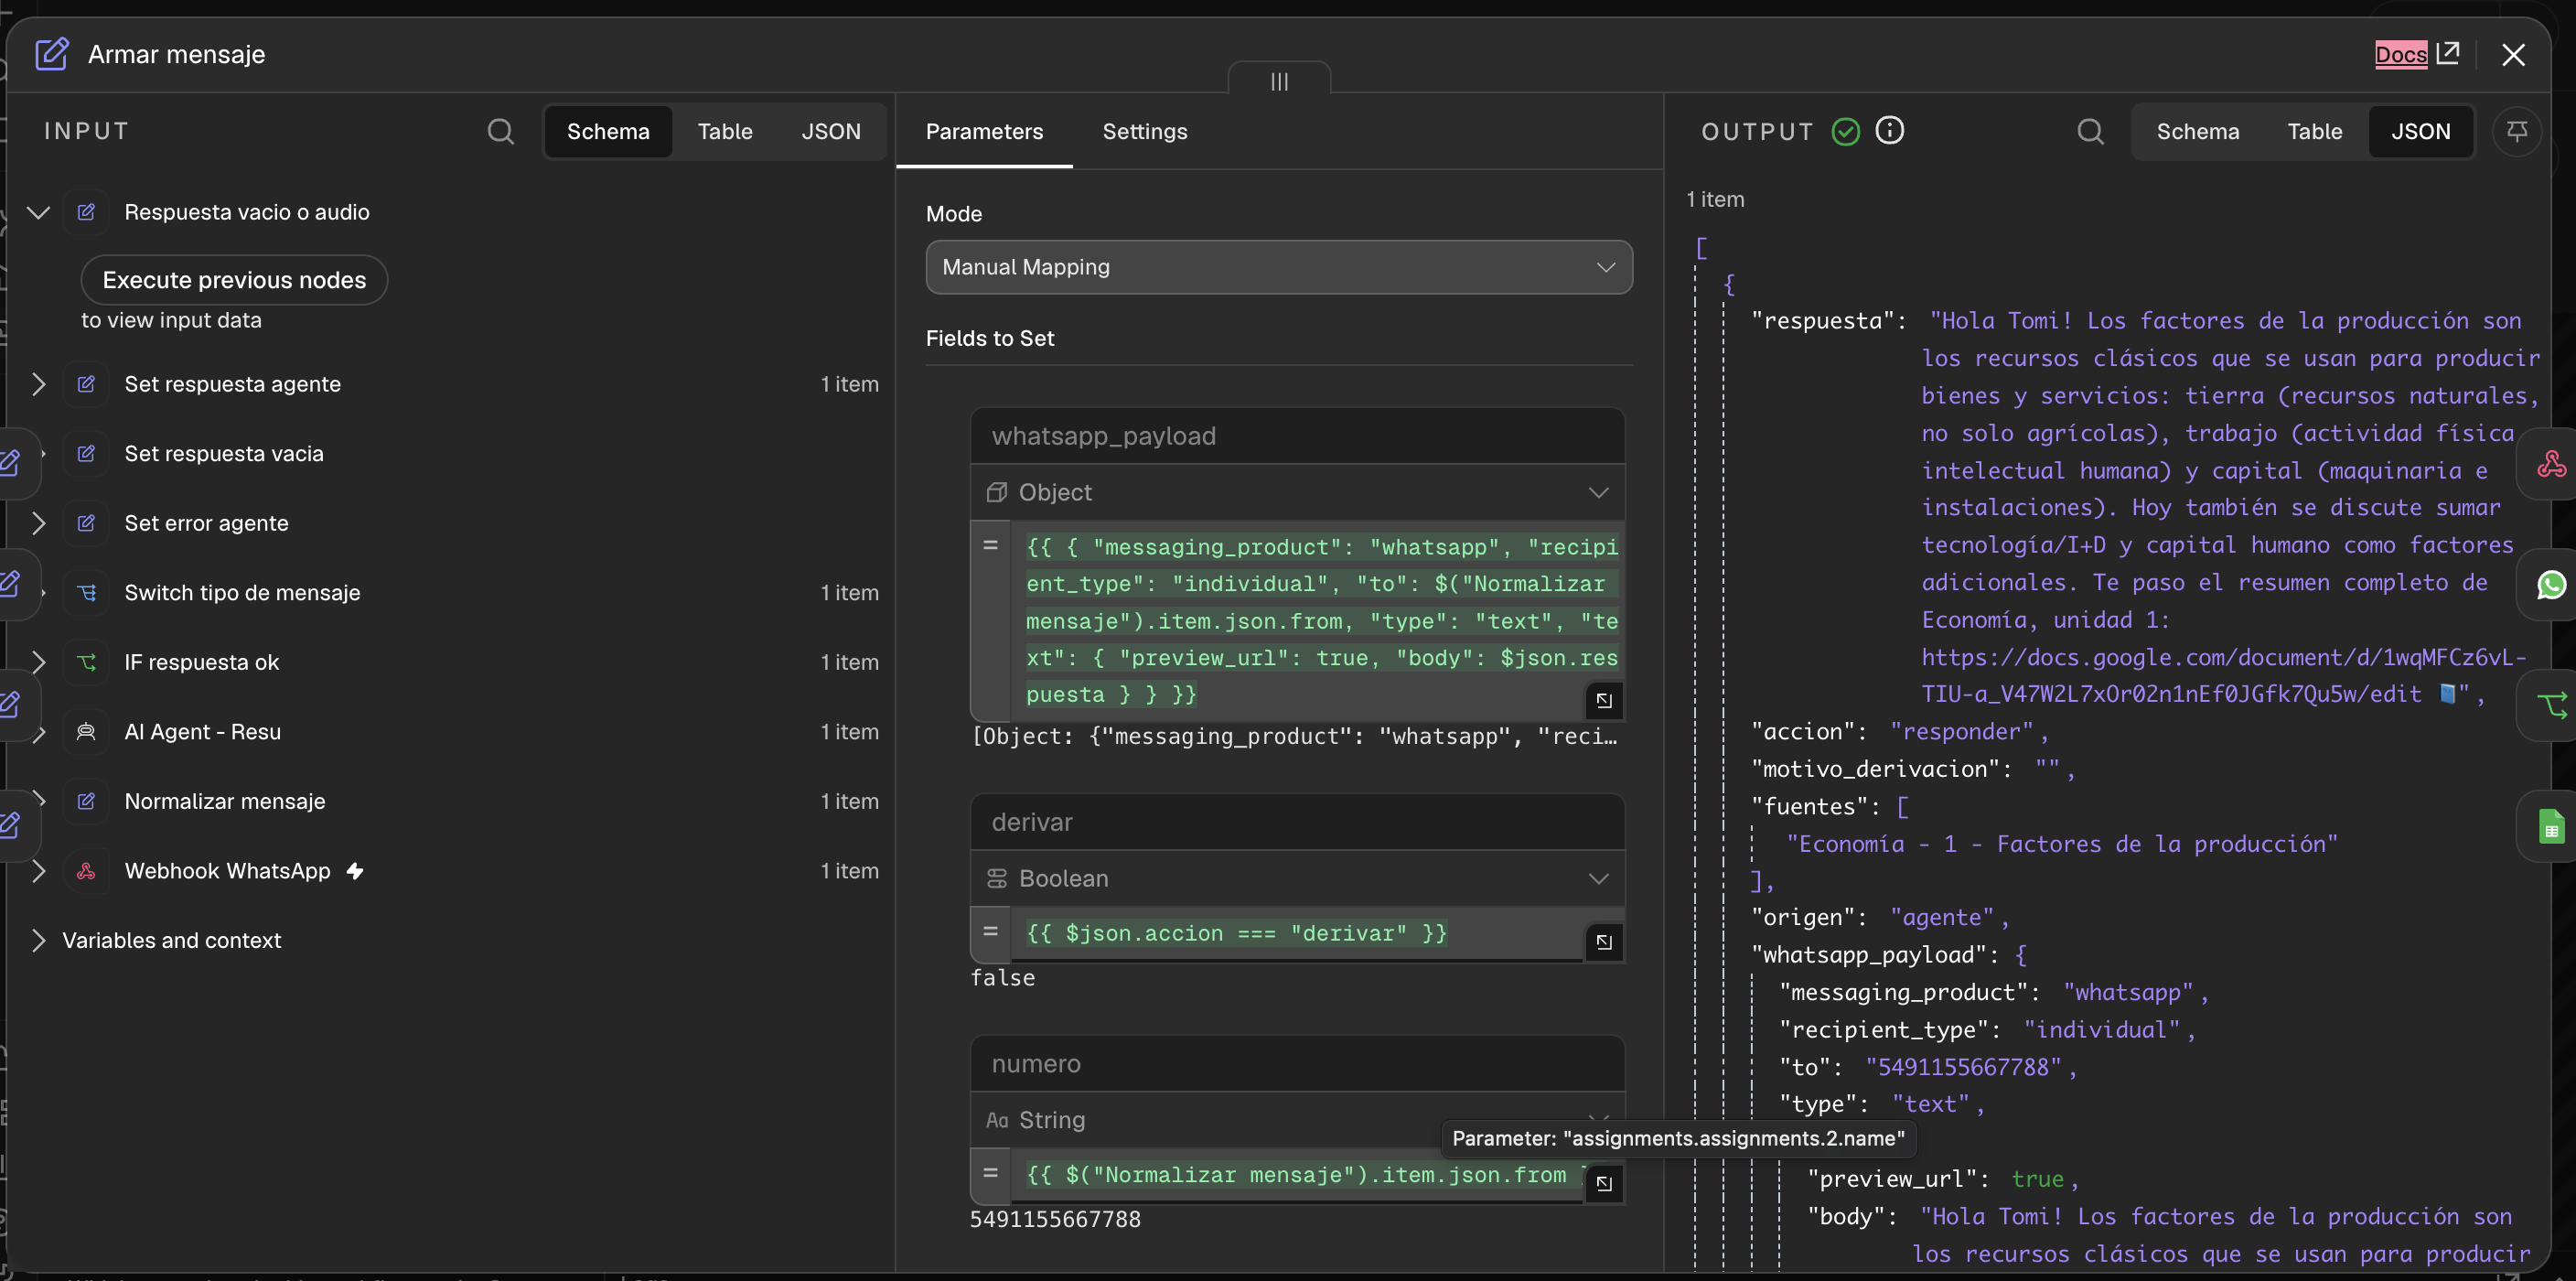 Armar mensaje
Docs
INPUT
Schema
Table
JSON
Respuesta vacio o audio
Execute previous nodes
to view input data
Set respuesta agente
1 item
Set respuesta vacia
Set error agente
Switch tipo de mensaje
1 item
IF respuesta ok
1 item
AI Agent - Resu
1 item
Normalizar mensaje
1 item
Webhook WhatsApp
1 item
Variables and context
Parameters
Settings
Mode
Manual Mapping
Fields to Set
whatsapp_payload
Object
=
{{ { "messaging_product": "whatsapp", "recipi
ent_type": "individual", "to": $("Normalizar
mensaje").item.json.from, "type": "text", "te
xt": { "preview_url": true, "body": $json.res
puesta } } }}
[Object: {"messaging_product": "whatsapp", "reci…
derivar
Boolean
=
{{ $json.accion === "derivar" }}
false
numero
Aa String
=
{{ $("Normalizar mensaje").item.json.from
5491155667788
Parameter: "assignments.assignments.2.name"
OUTPUT
Schema
Table
JSON
1 item
[
{
"respuesta": "Hola Tomi! Los factores de la producción son
los recursos clásicos que se usan para producir
bienes y servicios: tierra (recursos naturales,
no solo agrícolas), trabajo (actividad física
intelectual humana) y capital (maquinaria e
instalaciones). Hoy también se discute sumar
tecnología/I+D y capital humano como factores
adicionales. Te paso el resumen completo de
Economía, unidad 1:
https://docs.google.com/document/d/1wqMFCz6vL-
TIU-a_V47W2L7xOr02n1nEf0JGfk7Qu5w/edit 📘",
"accion": "responder",
"motivo_derivacion": "",
"fuentes": [
"Economía - 1 - Factores de la producción"
],
"origen": "agente",
"whatsapp_payload": {
"messaging_product": "whatsapp",
"recipient_type": "individual",
"to": "5491155667788",
"type": "text",
"preview_url": true,
"body": "Hola Tomi! Los factores de la producción son
los recursos clásicos que se usan para producir